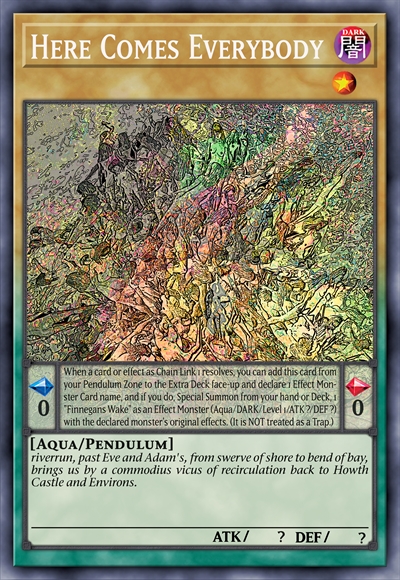 HERE COMES EVERYBODY
DARK
闇
When a card or effect as Chain Link 1 resolves, you can add this card from
your Pendulum Zone to the Extra Deck face-up and declare 1 Effect Mon-
ster Card name, and if you do, Special Summon from your hand or Deck, 1
"Finnegans Wake" as an Effect Monster (Aqua/DARK/Level 1/ATK ?/DEF ?)
with the declared monster's original effects. (It is NOT treated as a Trap.)
0
0
[AQUA/PENDULUM]
riverrun, past Eve and Adam's, from swerve of shore to bend of bay,
brings us by a commodius vicus of recirculation back to Howth
Castle and Environs.
ATK/ ? DEF/ ?